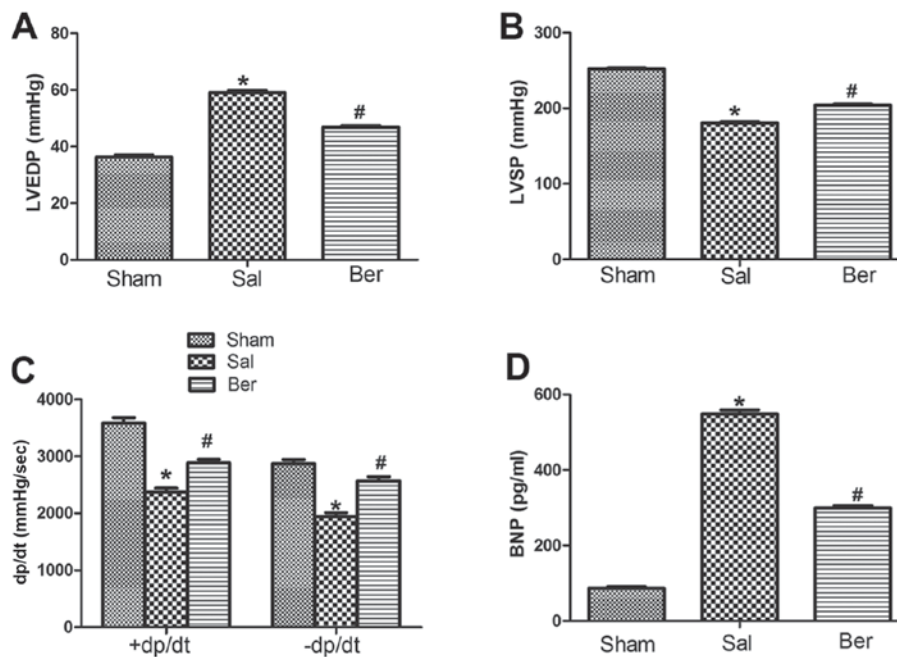 A
LVEDP (mmHg)
80
60
40
20
0
*
#
Sham Sal Ber
B
LVSP (mmHg)
300
200
100
0
*
#
Sham Sal Ber
Sham
Sal
Ber
C
dp/dt (mmHg/sec)
4000
3000
2000
1000
0
*
#
*
#
+dp/dt -dp/dt
D
BNP (pg/ml)
600
400
200
0
*
#
Sham Sal Ber